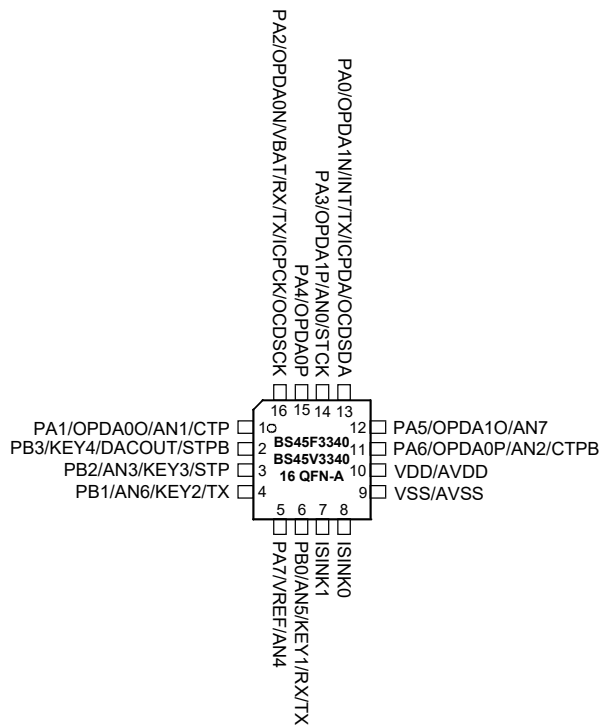 PA2/OPDA0N/VBAT/RX/TX/ICPCK/OCDSCK
PA4/OPDA0P
PA3/OPDA1P/AN0/STCK
PA0/OPDA1N/INT/TX/ICPDA/OCDSDA
16 15 14 13
PA1/OPDA0O/AN1/CTP 1
PB3/KEY4/DACOUT/STPB 2
PB2/AN3/KEY3/STP 3
PB1/AN6/KEY2/TX 4
BS45F3340
BS45V3340
16 QFN-A
12 PA5/OPDA1O/AN7
11 PA6/OPDA0P/AN2/CTPB
10 VDD/AVDD
9 VSS/AVSS
5 6 7 8
PA7/VREF/AN4
PB0/AN5/KEY1/RX/TX
ISINK1
ISINK0